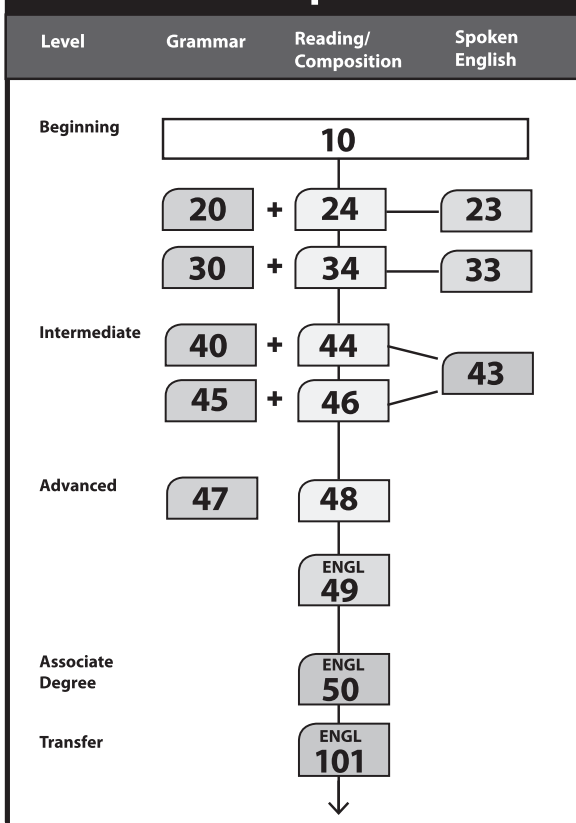 Level Grammar Reading/ Composition Spoken English
Beginning
10
20 + 24 23
30 + 34 33
Intermediate
40 + 44
43
45 + 46
Advanced
47 48
ENGL
49
Associate
Degree
ENGL
50
Transfer
ENGL
101